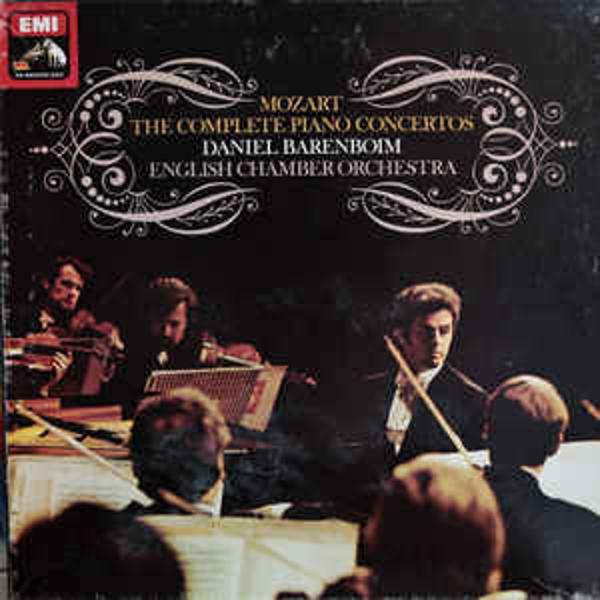 EMI
MOZART
THE COMPLETE PIANO CONCERTOS
DANIEL BARENBOIM
ENGLISH CHAMBER ORCHESTRA